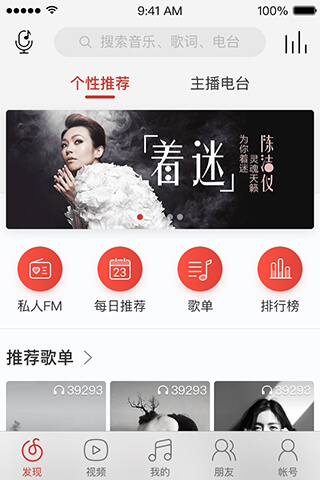 9:41 AM
100%
搜索音乐、歌词、电台
个性推荐
主播电台
「着迷」
为你着迷
灵魂天籁
陈洁仪
23
私人FM
每日推荐
歌单
排行榜
推荐歌单
39293
39293
39293
发现
视频
我的
朋友
帐号